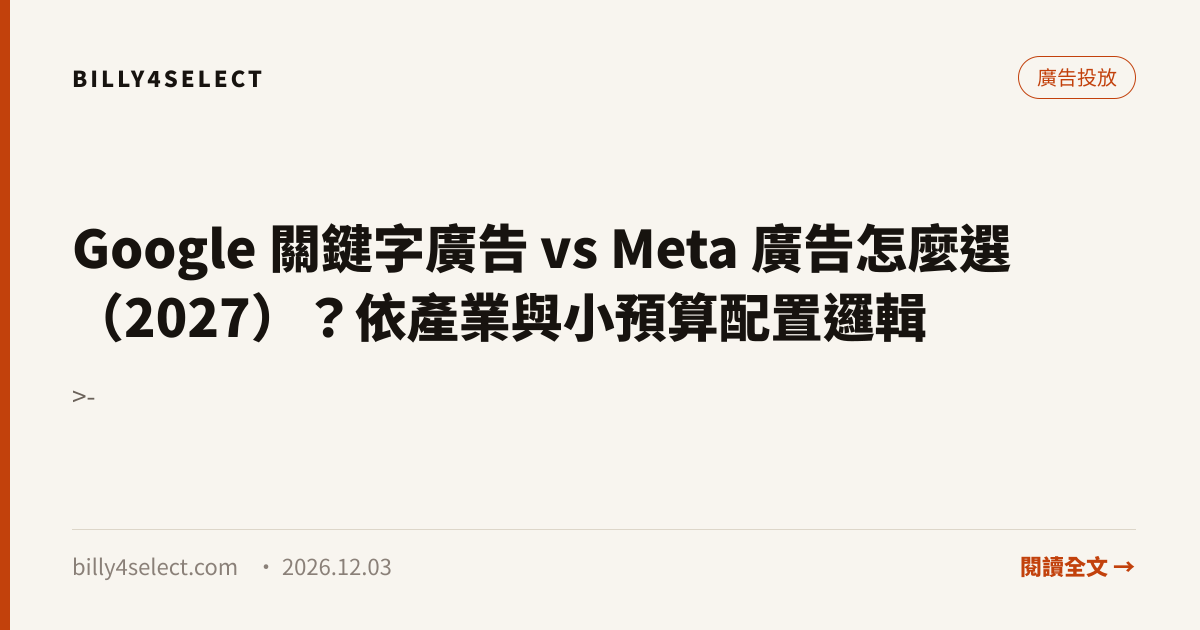 BILLY4SELECT
廣告投放
Google 關鍵字廣告 vs Meta 廣告怎麼選
（2027）？依產業與小預算配置邏輯
>-
billy4select.com • 2026.12.03
閱讀全文 →